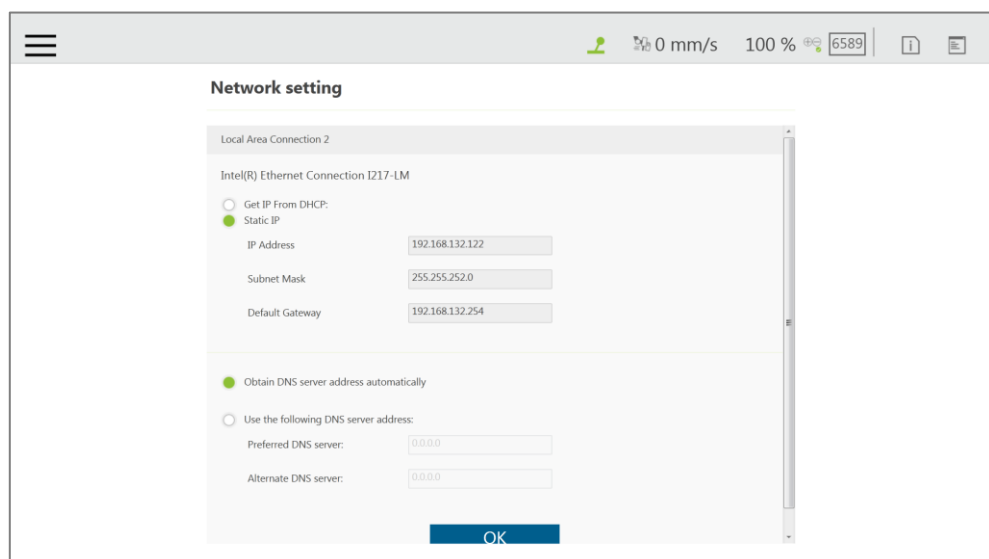 0 mm/s 100 % 6589
Network setting
Local Area Connection 2
Intel(R) Ethernet Connection I217-LM
Get IP From DHCP:
Static IP
IP Address 192.168.132.122
Subnet Mask 255.255.252.0
Default Gateway 192.168.132.254
Obtain DNS server address automatically
Use the following DNS server address:
Preferred DNS server: 0.0.0.0
Alternate DNS server: 0.0.0.0
OK